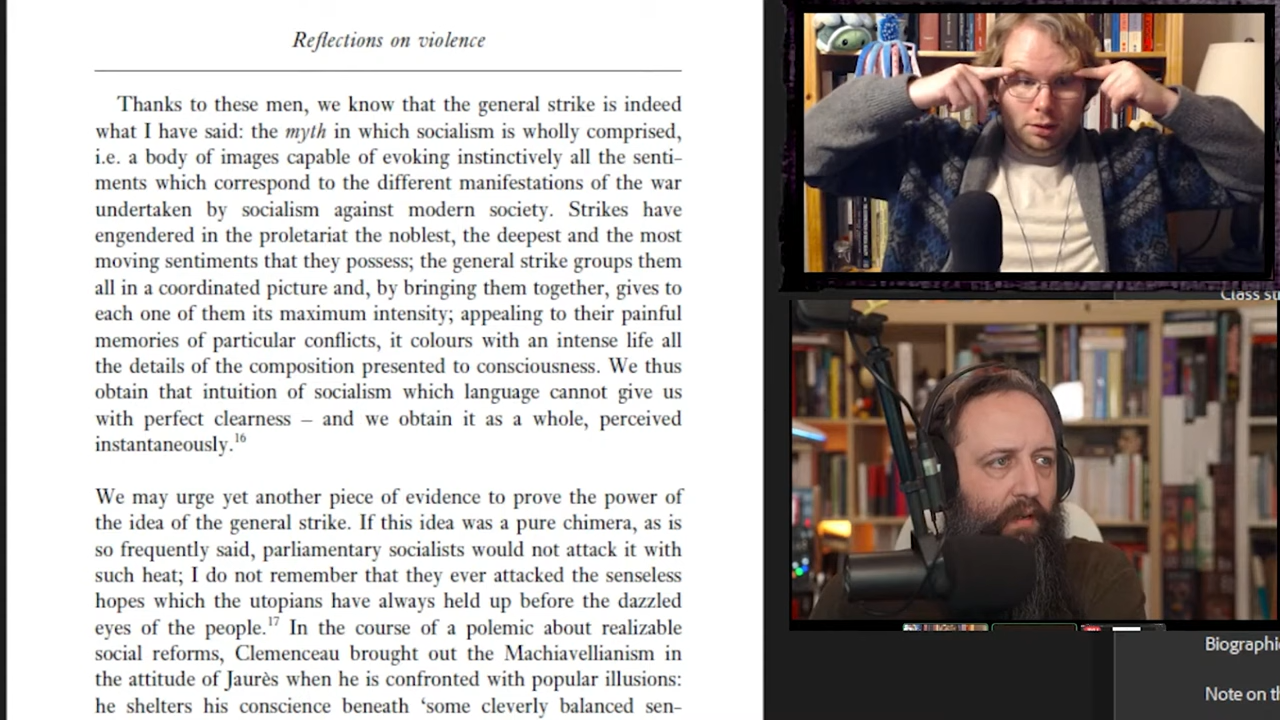 Reflections on violence
Thanks to these men, we know that the general strike is indeed
what I have said: the myth in which socialism is wholly comprised,
i.e. a body of images capable of evoking instinctively all the senti-
ments which correspond to the different manifestations of the war
undertaken by socialism against modern society. Strikes have
engendered in the proletariat the noblest, the deepest and the most
moving sentiments that they possess; the general strike groups them
all in a coordinated picture and, by bringing them together, gives to
each one of them its maximum intensity; appealing to their painful
memories of particular conflicts, it colours with an intense life all
the details of the composition presented to consciousness. We thus
obtain that intuition of socialism which language cannot give us
with perfect clearness – and we obtain it as a whole, perceived
instantaneously.16
We may urge yet another piece of evidence to prove the power of
the idea of the general strike. If this idea was a pure chimera, as is
so frequently said, parliamentary socialists would not attack it with
such heat; I do not remember that they ever attacked the senseless
hopes which the utopians have always held up before the dazzled
eyes of the people.17 In the course of a polemic about realizable
social reforms, Clemenceau brought out the Machiavellianism in
the attitude of Jaurès when he is confronted with popular illusions:
he shelters his conscience beneath ‘some cleverly balanced sen-
Class
Note on